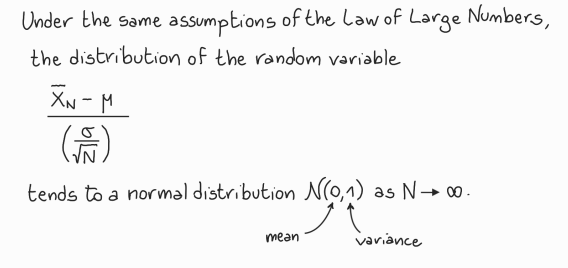 Under the same assumptions of the Law of Large Numbers,
the distribution of the random variable
X̄_N - μ
(σ/√N)
tends to a normal distribution N(0,1) as N → ∞.
mean variance